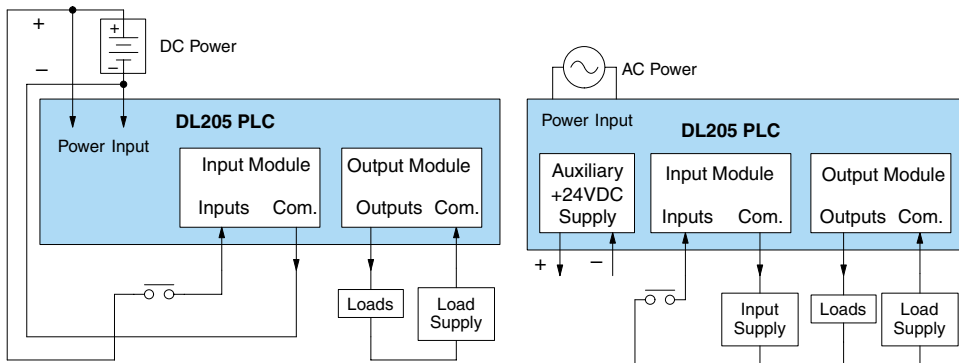 +
−
+
−
DC Power
DL205 PLC
Power Input
Input Module
Inputs Com.
Output Module
Outputs Com.
Loads
Load
Supply
AC Power
Power Input
DL205 PLC
Auxiliary
+24VDC
Supply
+
−
Input Module
Inputs Com.
Output Module
Outputs Com.
Input
Supply
Loads
Load
Supply